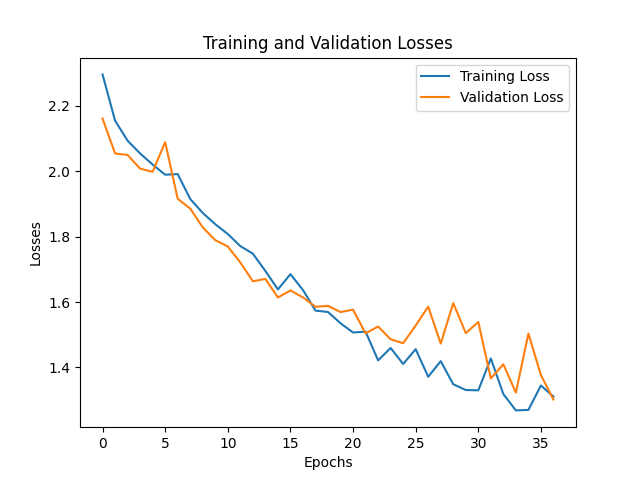 Training and Validation Losses
Training Loss
Validation Loss
Losses
2.2
2.0
1.8
1.6
1.4
0 5 10 15 20 25 30 35
Epochs